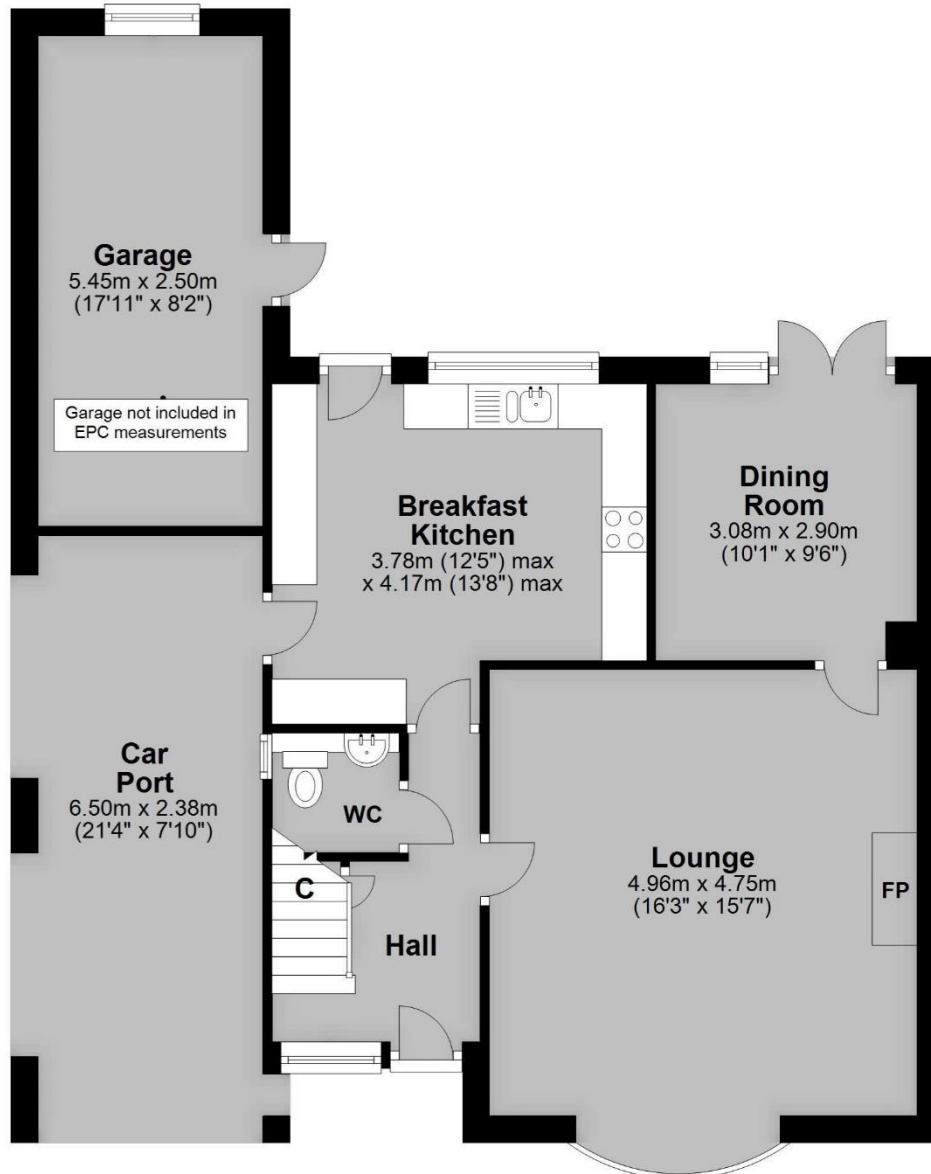 Garage
5.45m x 2.50m
(17'11" x 8'2")
Garage not included in
EPC measurements
Breakfast
Kitchen
3.78m (12'5") max
x 4.17m (13'8") max
Dining
Room
3.08m x 2.90m
(10'1" x 9'6")
Car
Port
6.50m x 2.38m
(21'4" x 7'10")
WC
C
Hall
Lounge
4.96m x 4.75m
(16'3" x 15'7")
FP